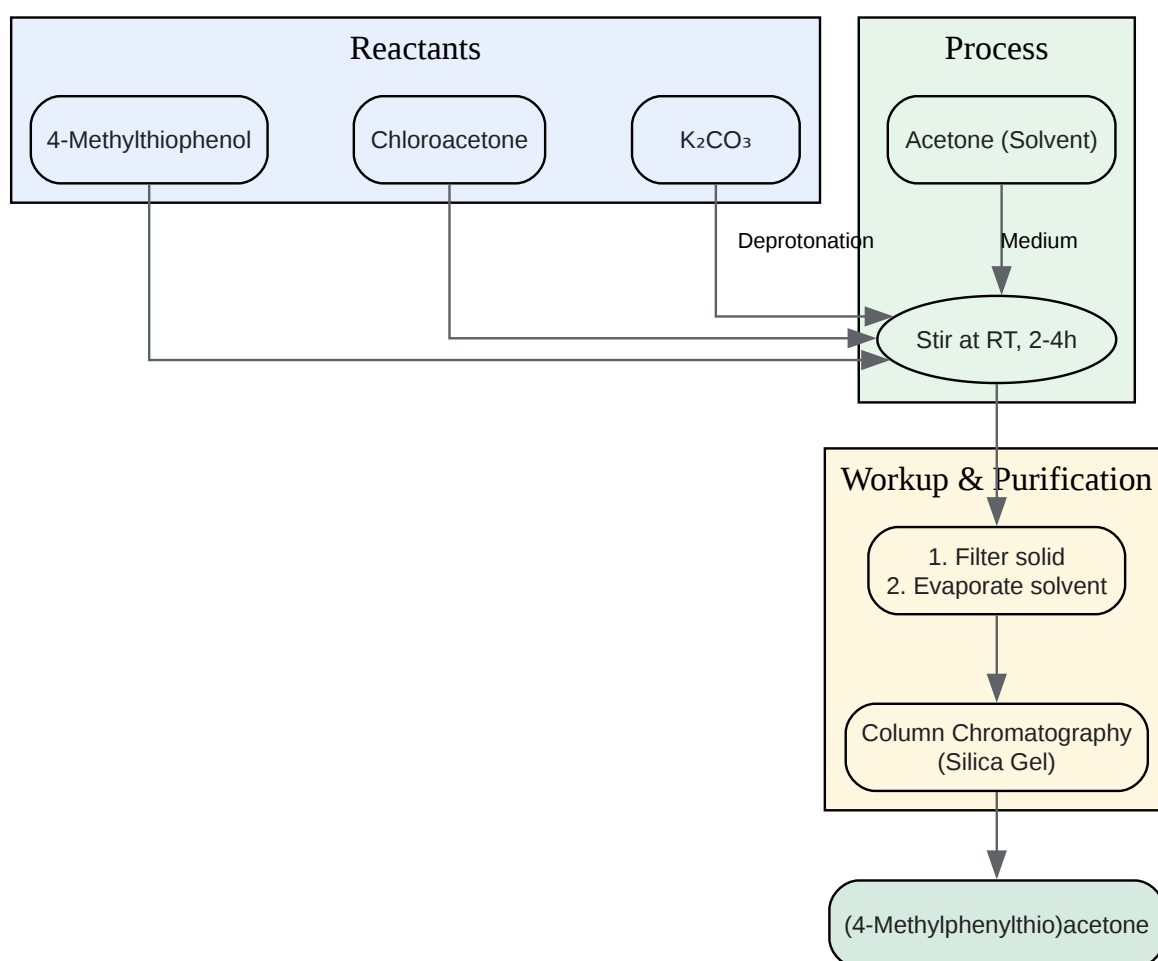 Reactants
Process
4-Methylthiophenol
Chloroacetone
K₂CO₃
Acetone (Solvent)
Deprotonation
Medium
Stir at RT, 2-4h
Workup & Purification
1. Filter solid
2. Evaporate solvent
Column Chromatography
(Silica Gel)
(4-Methylphenylthio)acetone